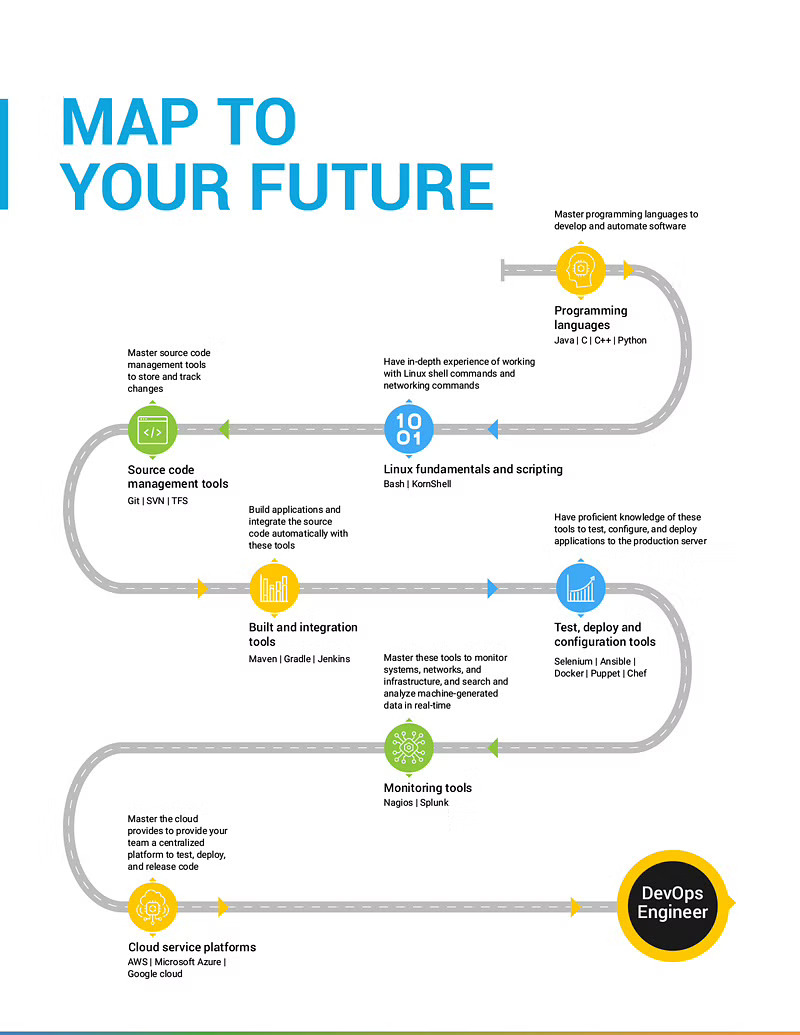 MAP TO
YOUR FUTURE
Master programming languages to
develop and automate software
Programming
languages
Java | C | C++ | Python
Have in-depth experience of working
with Linux shell commands and
networking commands
10
01
Linux fundamentals and scripting
Bash | KornShell
Master source code
management tools
to store and track
changes
</>
Source code
management tools
Git | SVN | TFS
Build applications and
integrate the source
code automatically with
these tools
Built and integration
tools
Maven | Gradle | Jenkins
Have proficient knowledge of these
tools to test, configure, and deploy
applications to the production server
Test, deploy and
configuration tools
Selenium | Ansible |
Docker | Puppet | Chef
Master these tools to monitor
systems, networks, and
infrastructure, and search and
analyze machine-generated
data in real-time
Monitoring tools
Nagios | Splunk
Master the cloud
provides to provide your
team a centralized
platform to test, deploy,
and release code
Cloud service platforms
AWS | Microsoft Azure |
Google cloud
DevOps
Engineer